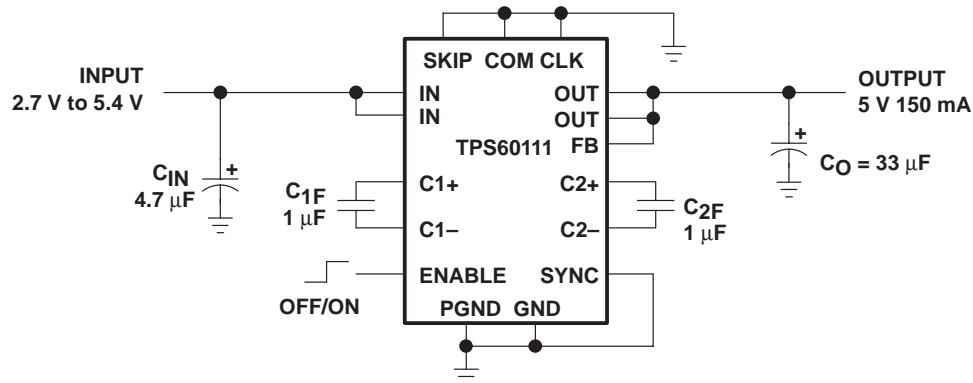 SKIP COM CLK
INPUT
2.7 V to 5.4 V
OUTPUT
5 V 150 mA
IN
IN
OUT
OUT
TPS60111
FB
+
CIN
4.7 μF
+
CO = 33 μF
C1F
1 μF
C1+
C1–
C2+
C2–
C2F
1 μF
ENABLE
SYNC
OFF/ON
PGND GND